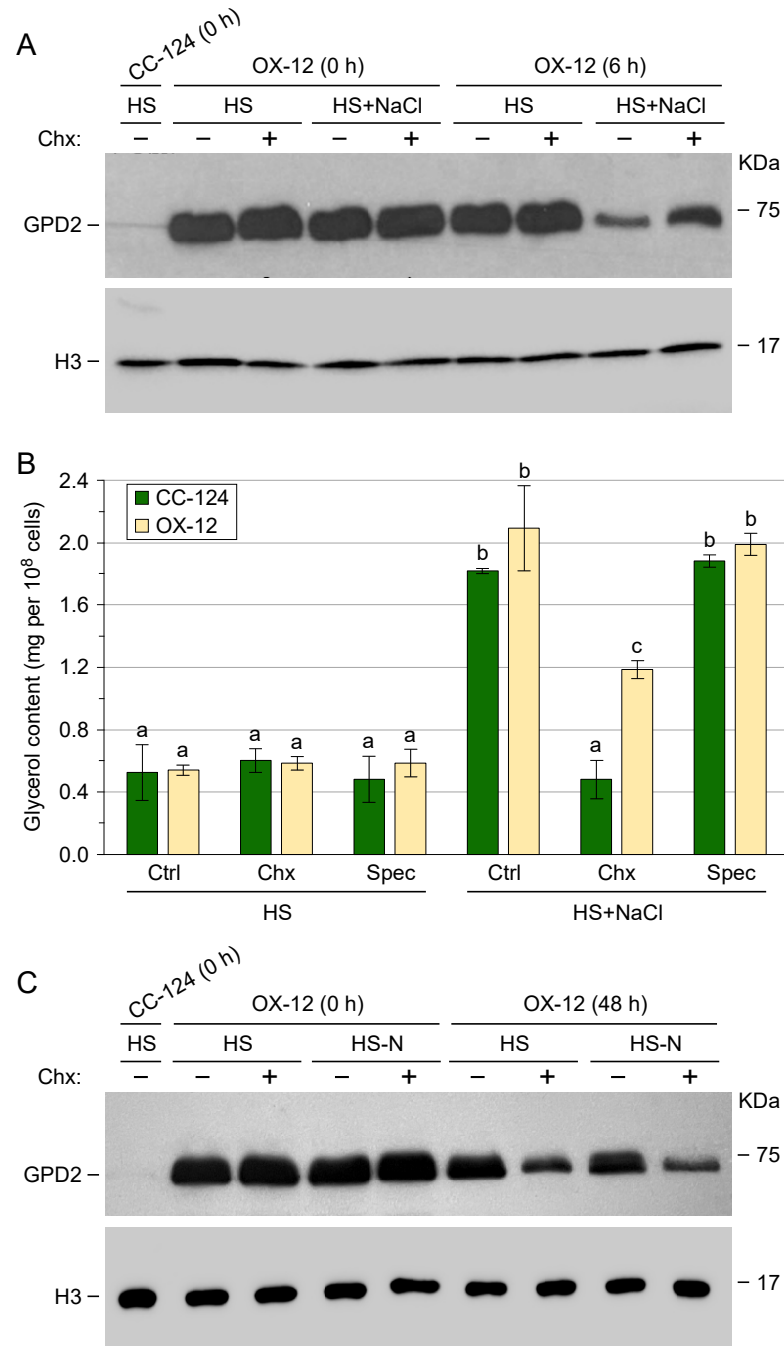 A
CC-124 (0 h)
OX-12 (0 h) OX-12 (6 h)
HS HS HS+NaCl HS HS+NaCl
Chx: – – + – + – + – +
KDa
GPD2 – – 75
H3 – – 17
B
Glycerol content (mg per 10⁸ cells)
2.4
2.0
1.6
1.2
0.8
0.4
0.0
CC-124
OX-12
a a a a a a b b a c b b
Ctrl Chx Spec Ctrl Chx Spec
HS HS+NaCl
C
CC-124 (0 h)
OX-12 (0 h) OX-12 (48 h)
HS HS HS-N HS HS-N
Chx: – – + – + – + – +
KDa
GPD2 – – 75
H3 – – 17